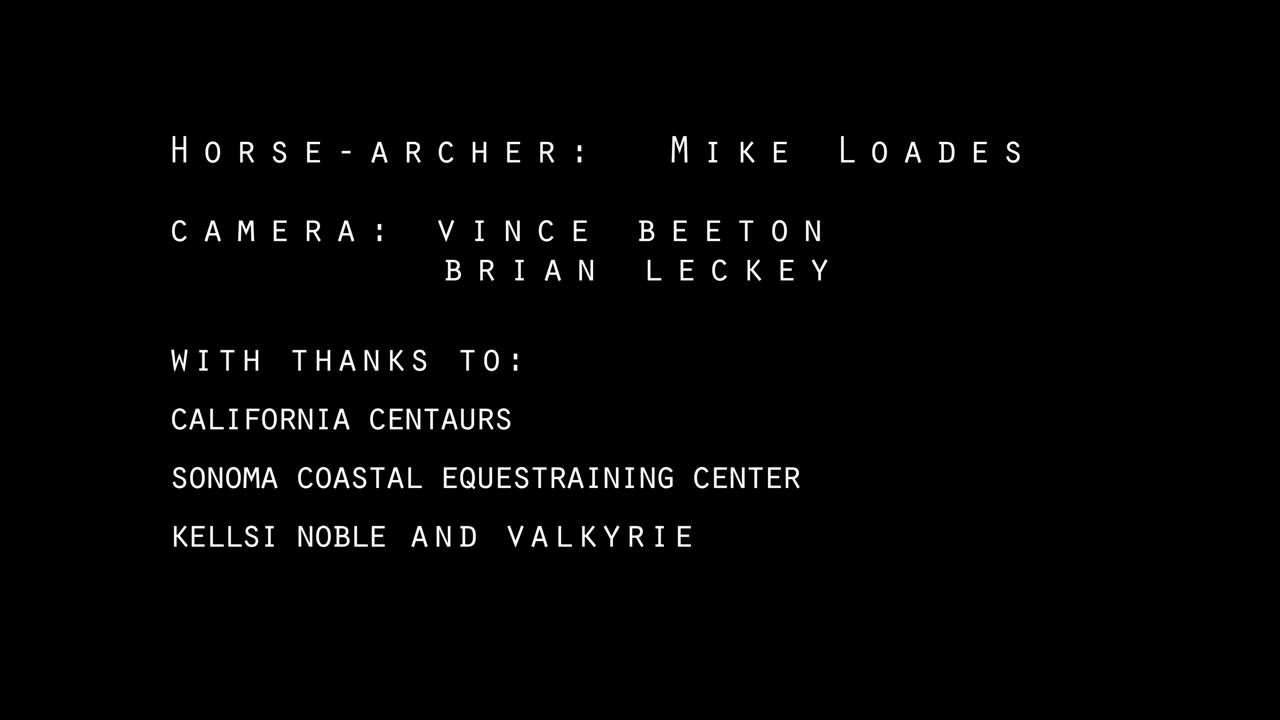 Horse-archer: Mike Loades
CAMERA: VINCE BEETON
BRIAN LECKEY
WITH THANKS TO:
CALIFORNIA CENTAURS
SONOMA COASTAL EQUESTRAINING CENTER
KELLSI NOBLE AND VALKYRIE